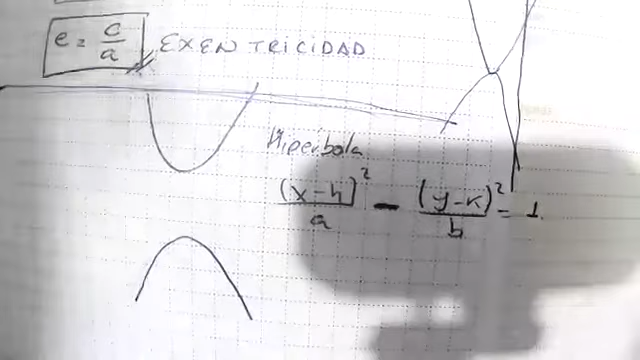 e = c/a EXENTRICIDAD
Hiperbola
(x-h)²/a - (y-k)²/b = 1